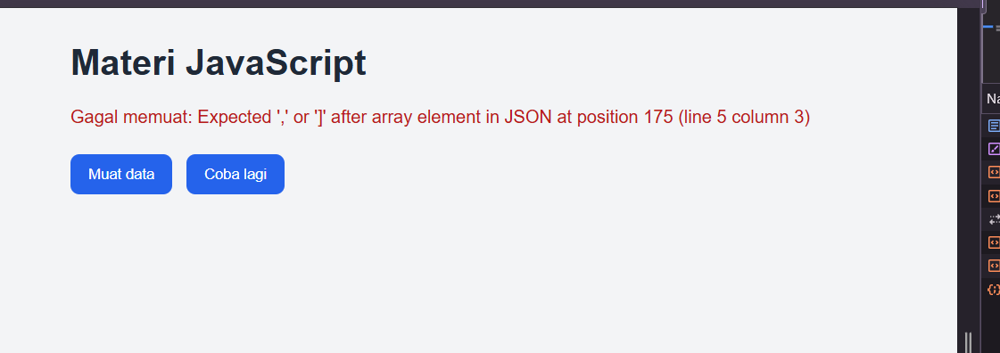 Materi JavaScript
Gagal memuat: Expected ',' or ']' after array element in JSON at position 175 (line 5 column 3)
Muat data
Coba lagi
Na